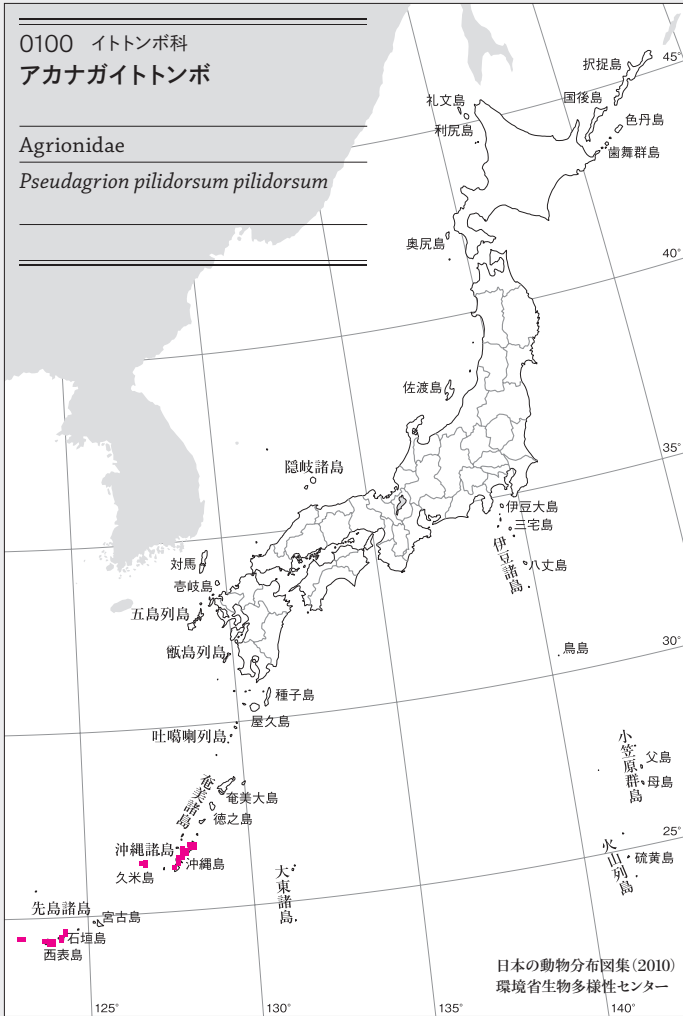 0100 イトトンボ科
アカナガイトトンボ
Agrionidae
Pseudagrion pilidorsum pilidorsum
45°
択捉島
国後島
礼文島
色丹島
利尻島
歯舞群島
奥尻島
40°
佐渡島
35°
隠岐諸島
伊豆大島
三宅島
伊豆諸島
八丈島
対馬
壱岐島
五島列島
甑島列島
鳥島
30°
種子島
屋久島
吐噶喇列島
小笠原群島
父島
母島
奄美諸島
奄美大島
徳之島
25°
沖縄諸島
沖縄島
久米島
火山列島
硫黄島
大東諸島
先島諸島
宮古島
石垣島
西表島
日本の動物分布図集(2010)
環境省生物多様性センター
125°
130°
135°
140°